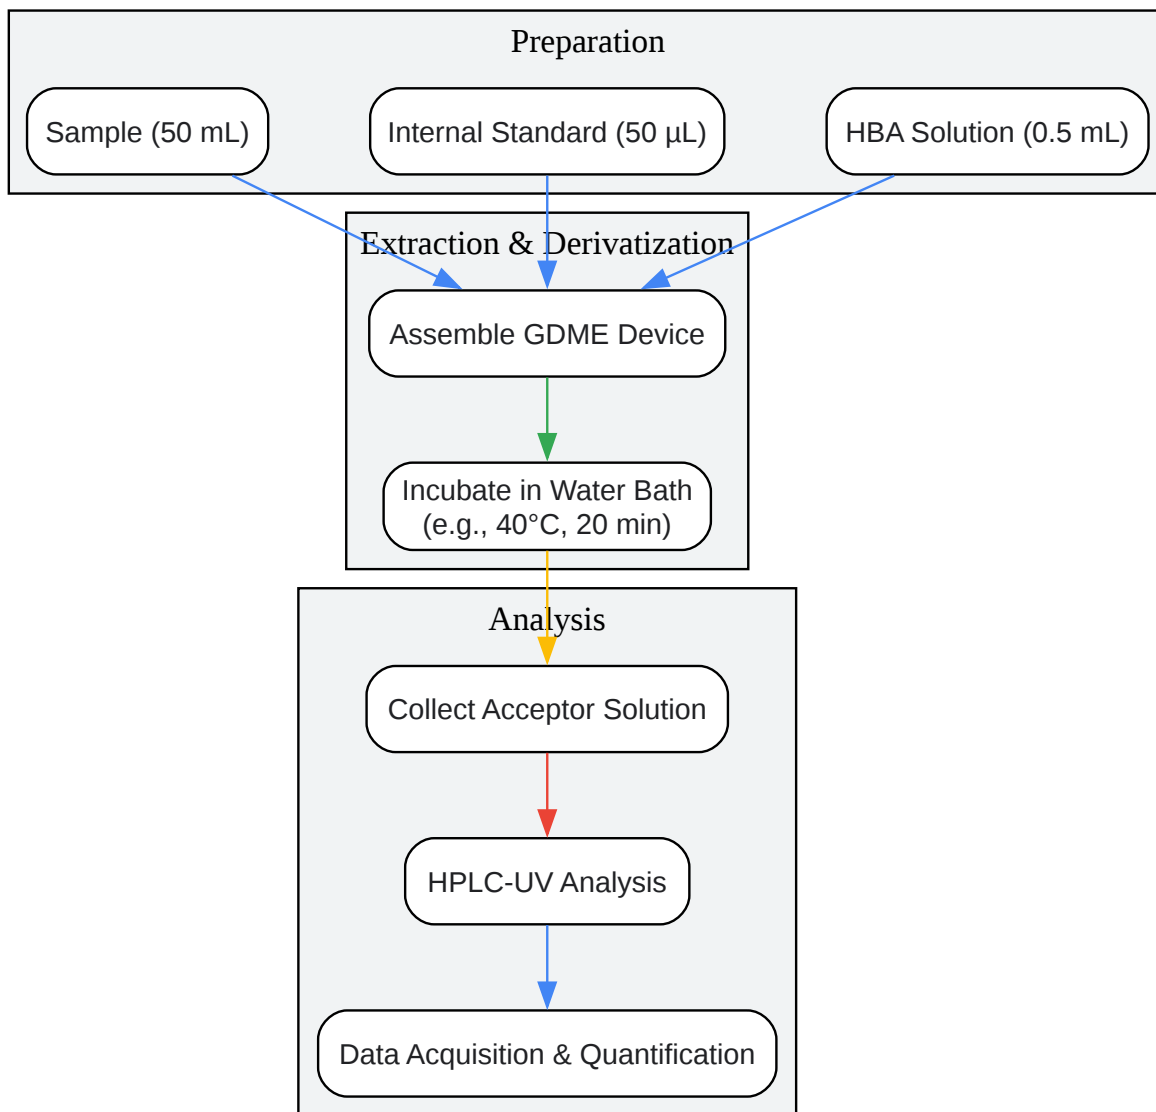 Preparation
Sample (50 mL)
Internal Standard (50 µL)
HBA Solution (0.5 mL)
Extraction & Derivatization
Assemble GDME Device
Incubate in Water Bath
(e.g., 40°C, 20 min)
Analysis
Collect Acceptor Solution
HPLC-UV Analysis
Data Acquisition & Quantification